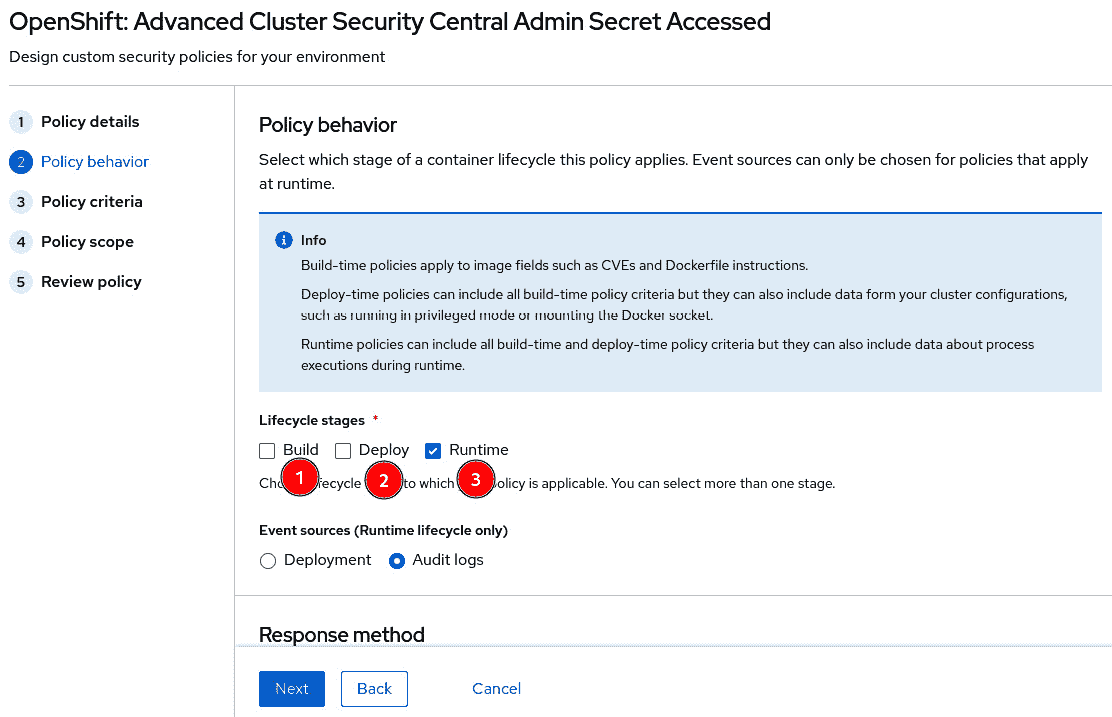 OpenShift: Advanced Cluster Security Central Admin Secret Accessed
Design custom security policies for your environment
1 Policy details
2 Policy behavior
3 Policy criteria
4 Policy scope
5 Review policy
Policy behavior
Select which stage of a container lifecycle this policy applies. Event sources can only be chosen for policies that apply
at runtime.
Info
Build-time policies apply to image fields such as CVEs and Dockerfile instructions.
Deploy-time policies can include all build-time policy criteria but they can also include data form your cluster configurations,
such as running in privileged mode or mounting the Docker socket.
Runtime policies can include all build-time and deploy-time policy criteria but they can also include data about process
executions during runtime.
Lifecycle stages *
Build Deploy Runtime
1 2 3
to which policy is applicable. You can select more than one stage.
Event sources (Runtime lifecycle only)
Deployment Audit logs
Response method
Next Back Cancel